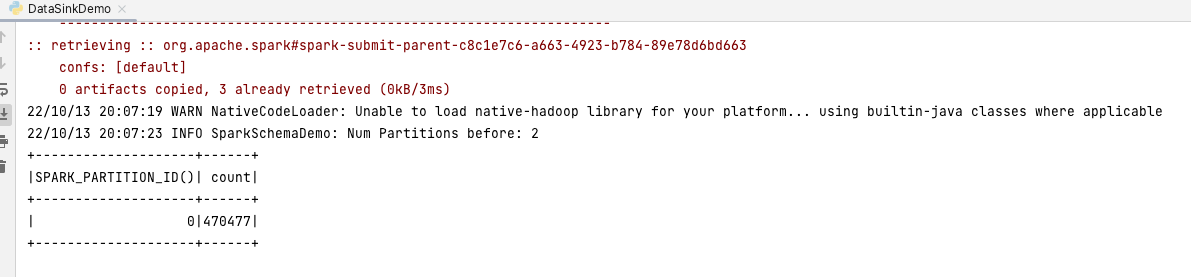 DataSinkDemo
---------------------------------------------------------------------
:: retrieving :: org.apache.spark#spark-submit-parent-c8c1e7c6-a663-4923-b784-89e78d6bd663
    confs: [default]
    0 artifacts copied, 3 already retrieved (0kB/3ms)
22/10/13 20:07:19 WARN NativeCodeLoader: Unable to load native-hadoop library for your platform... using builtin-java classes where applicable
22/10/13 20:07:23 INFO SparkSchemaDemo: Num Partitions before: 2
+--------------------+------+
|SPARK_PARTITION_ID()| count|
+--------------------+------+
|                   0|470477|
+--------------------+------+